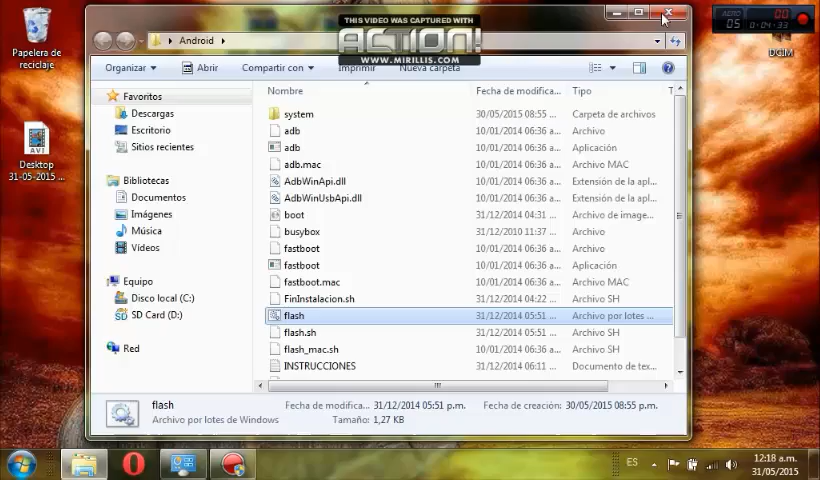 Papelera de
reciclaje
Desktop
31-05-2015 ...
THIS VIDEO WAS CAPTURED WITH
ACTION!
WWW.MIRILLIS.COM
05
00
0:04:33
DCIM
Android
Organizar
Abrir
Compartir con
Imprimir
Nueva carpeta
Favoritos
Descargas
Escritorio
Sitios recientes
Bibliotecas
Documentos
Imágenes
Música
Vídeos
Equipo
Disco local (C:)
SD Card (D:)
Red
Nombre Fecha de modifica... Tipo T
system 30/05/2015 08:55 ... Carpeta de archivos
adb 10/01/2014 06:36 a... Archivo
adb 10/01/2014 06:36 a... Aplicación
adb.mac 10/01/2014 06:36 a... Archivo MAC
AdbWinApi.dll 10/01/2014 06:36 a... Extensión de la apl...
AdbWinUsbApi.dll 10/01/2014 06:36 a... Extensión de la apl...
boot 31/12/2014 04:31 ... Archivo de image...
busybox 31/12/2010 11:37 ... Archivo
fastboot 10/01/2014 06:36 a... Archivo
fastboot 10/01/2014 06:36 a... Aplicación
fastboot.mac 10/01/2014 06:36 a... Archivo MAC
FinInstalacion.sh 31/12/2014 04:22 ... Archivo SH
flash 31/12/2014 05:51 ... Archivo por lotes ...
flash.sh 31/12/2014 05:51 ... Archivo SH
flash_mac.sh 10/01/2014 06:36 a... Archivo SH
INSTRUCCIONES 31/12/2014 06:11 ... Documento de tex...
flash Fecha de modifica... 31/12/2014 05:51 p.m. Fecha de creación: 30/05/2015 08:55 p.m.
Archivo por lotes de Windows Tamaño: 1,27 KB
ES
12:18 a.m.
31/05/2015